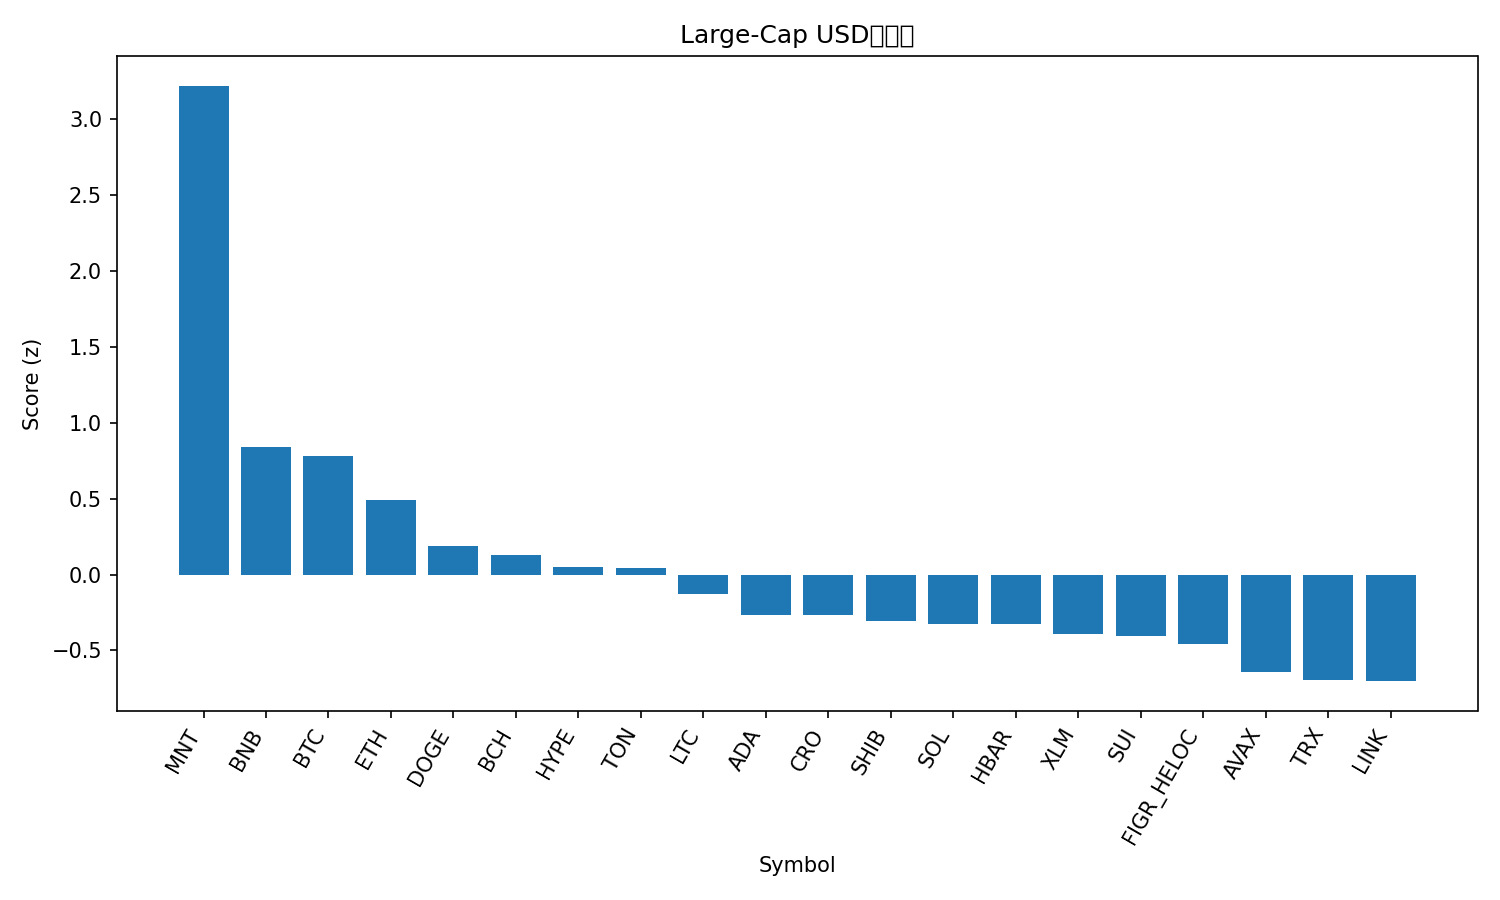 Large-Cap USD
Score (z)
3.0
2.5
2.0
1.5
1.0
0.5
0.0
−0.5
MNT
BNB
BTC
ETH
DOGE
BCH
HYPE
TON
LTC
ADA
CRO
SHIB
SOL
HBAR
XLM
SUI
FIGR_HELOC
AVAX
TRX
LINK
Symbol